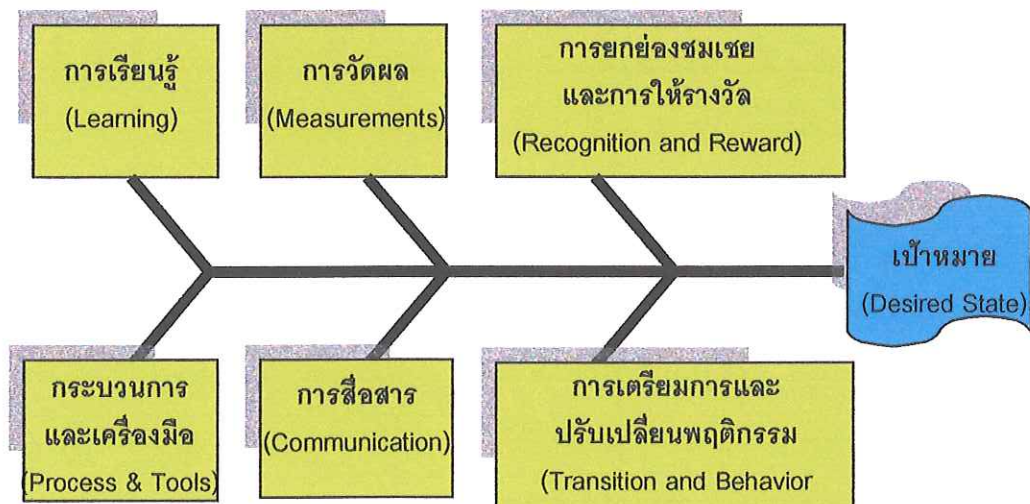 การเรียนรู้
(Learning)
การวัดผล
(Measurements)
การยกย่องชมเชย
และการให้รางวัล
(Recognition and Reward)
เป้าหมาย
(Desired State)
กระบวนการ
และเครื่องมือ
(Process & Tools)
การสื่อสาร
(Communication)
การเตรียมการและ
ปรับเปลี่ยนพฤติกรรม
(Transition and Behavior